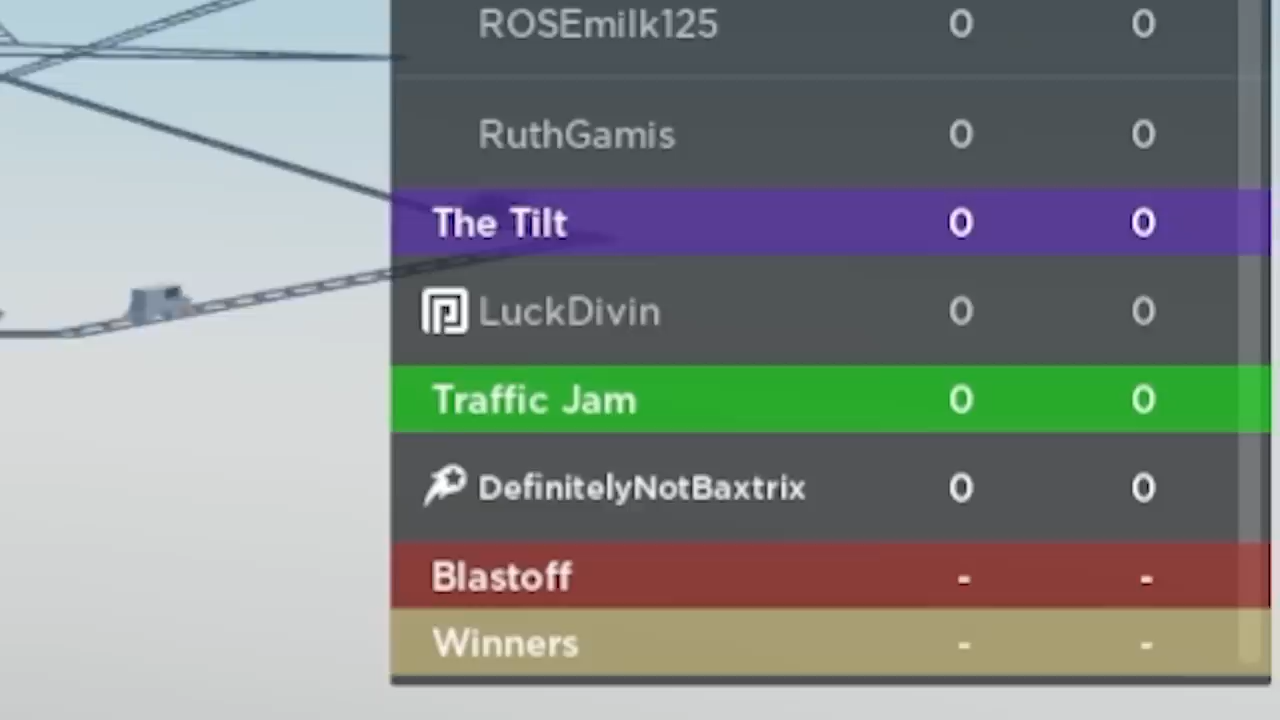 ROSEmilk125 0 0
RuthGamis 0 0
The Tilt 0 0
LuckDivin 0 0
Traffic Jam 0 0
DefinitelyNotBaxtrix 0 0
Blastoff - -
Winners - -